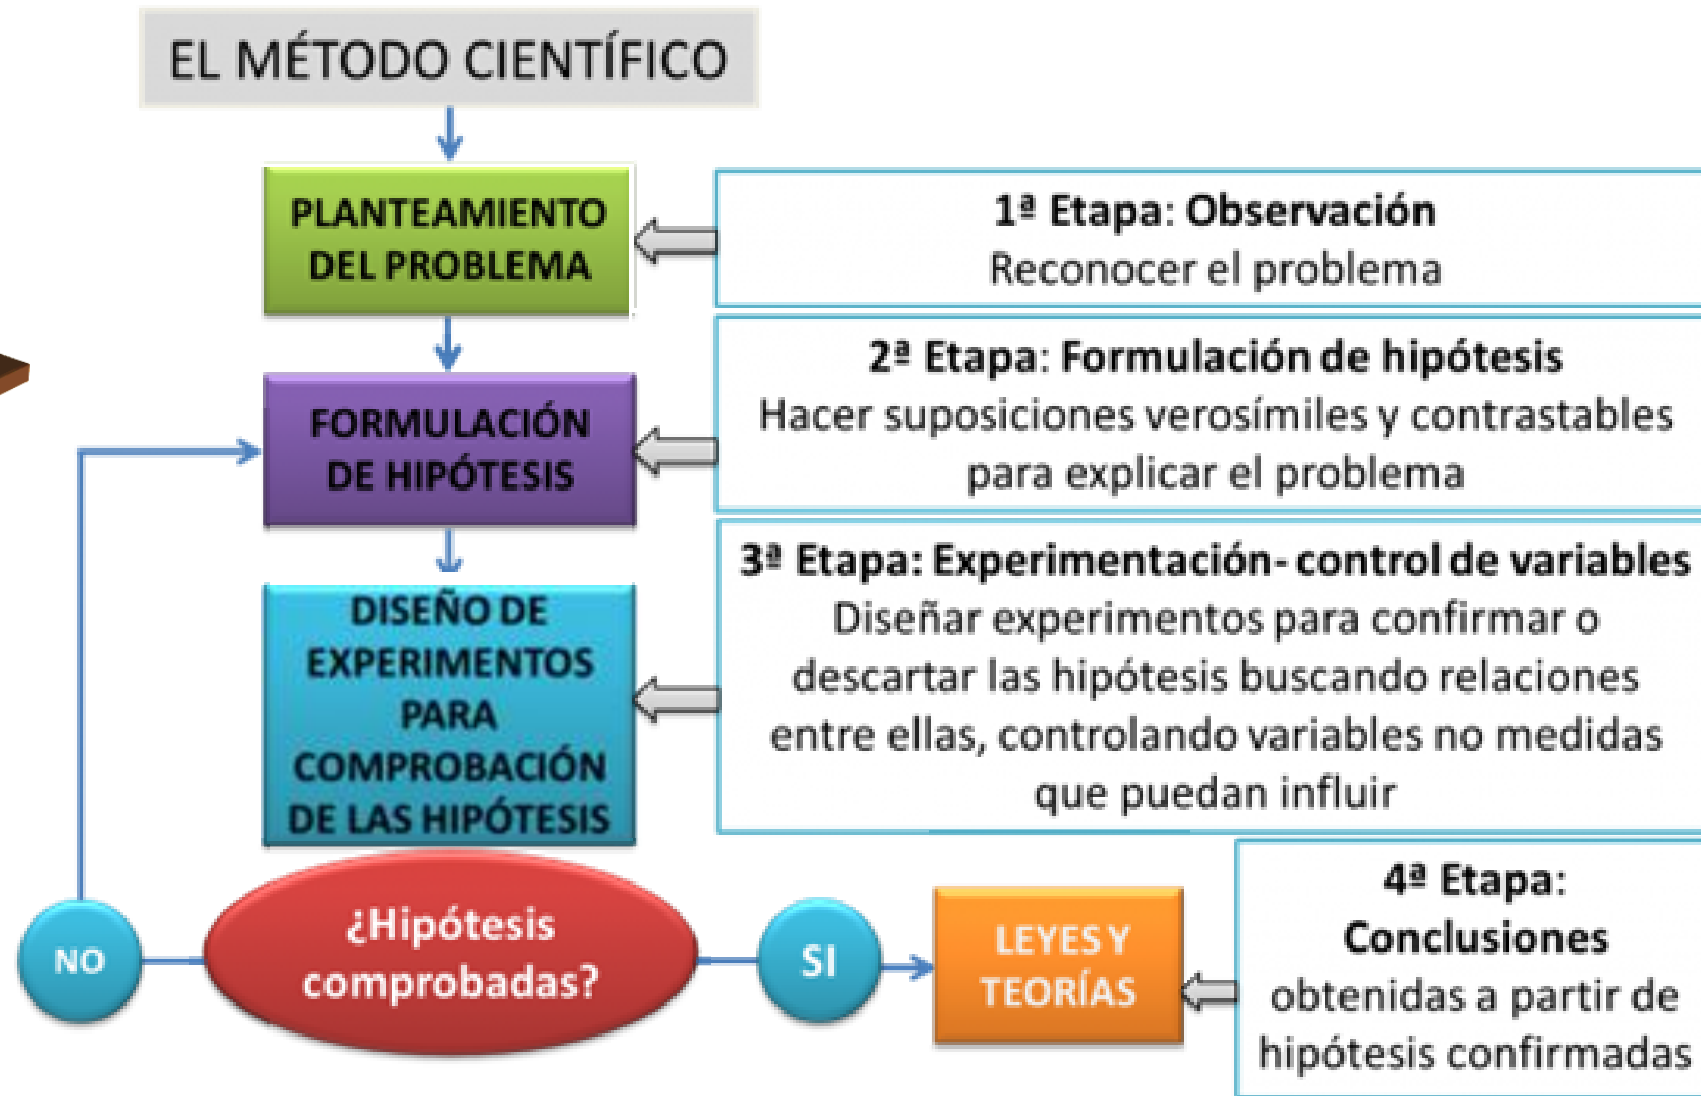 EL MÉTODO CIENTÍFICO
PLANTEAMIENTO
DEL PROBLEMA
1ª Etapa: Observación
Reconocer el problema
FORMULACIÓN
DE HIPÓTESIS
2ª Etapa: Formulación de hipótesis
Hacer suposiciones verosímiles y contrastables
para explicar el problema
DISEÑO DE
EXPERIMENTOS
PARA
COMPROBACIÓN
DE LAS HIPÓTESIS
3ª Etapa: Experimentación- control de variables
Diseñar experimentos para confirmar o
descartar las hipótesis buscando relaciones
entre ellas, controlando variables no medidas
que puedan influir
NO
¿Hipótesis
comprobadas?
SI
LEYES Y
TEORÍAS
4ª Etapa:
Conclusiones
obtenidas a partir de
hipótesis confirmadas